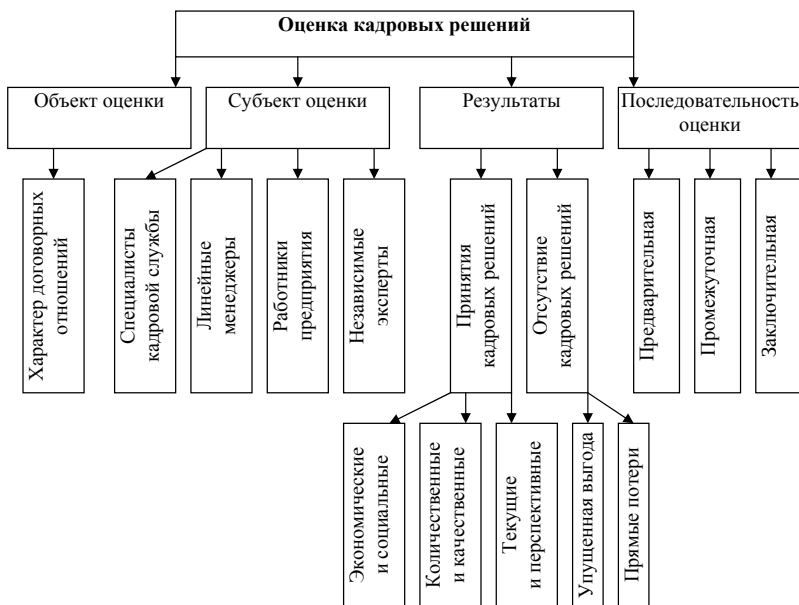 Оценка кадровых решений
Объект оценки
Субъект оценки
Результаты
Последовательность
оценки
Характер договорных
отношений
Специалисты
кадровой службы
Линейные
менеджеры
Работники
предприятия
Независимые
эксперты
Принятия
кадровых решений
Отсутствие
кадровых решений
Предварительная
Промежуточная
Заключительная
Экономические
и социальные
Количественные
и качественные
Текущие
и перспективные
Упущенная выгода
Прямые потери